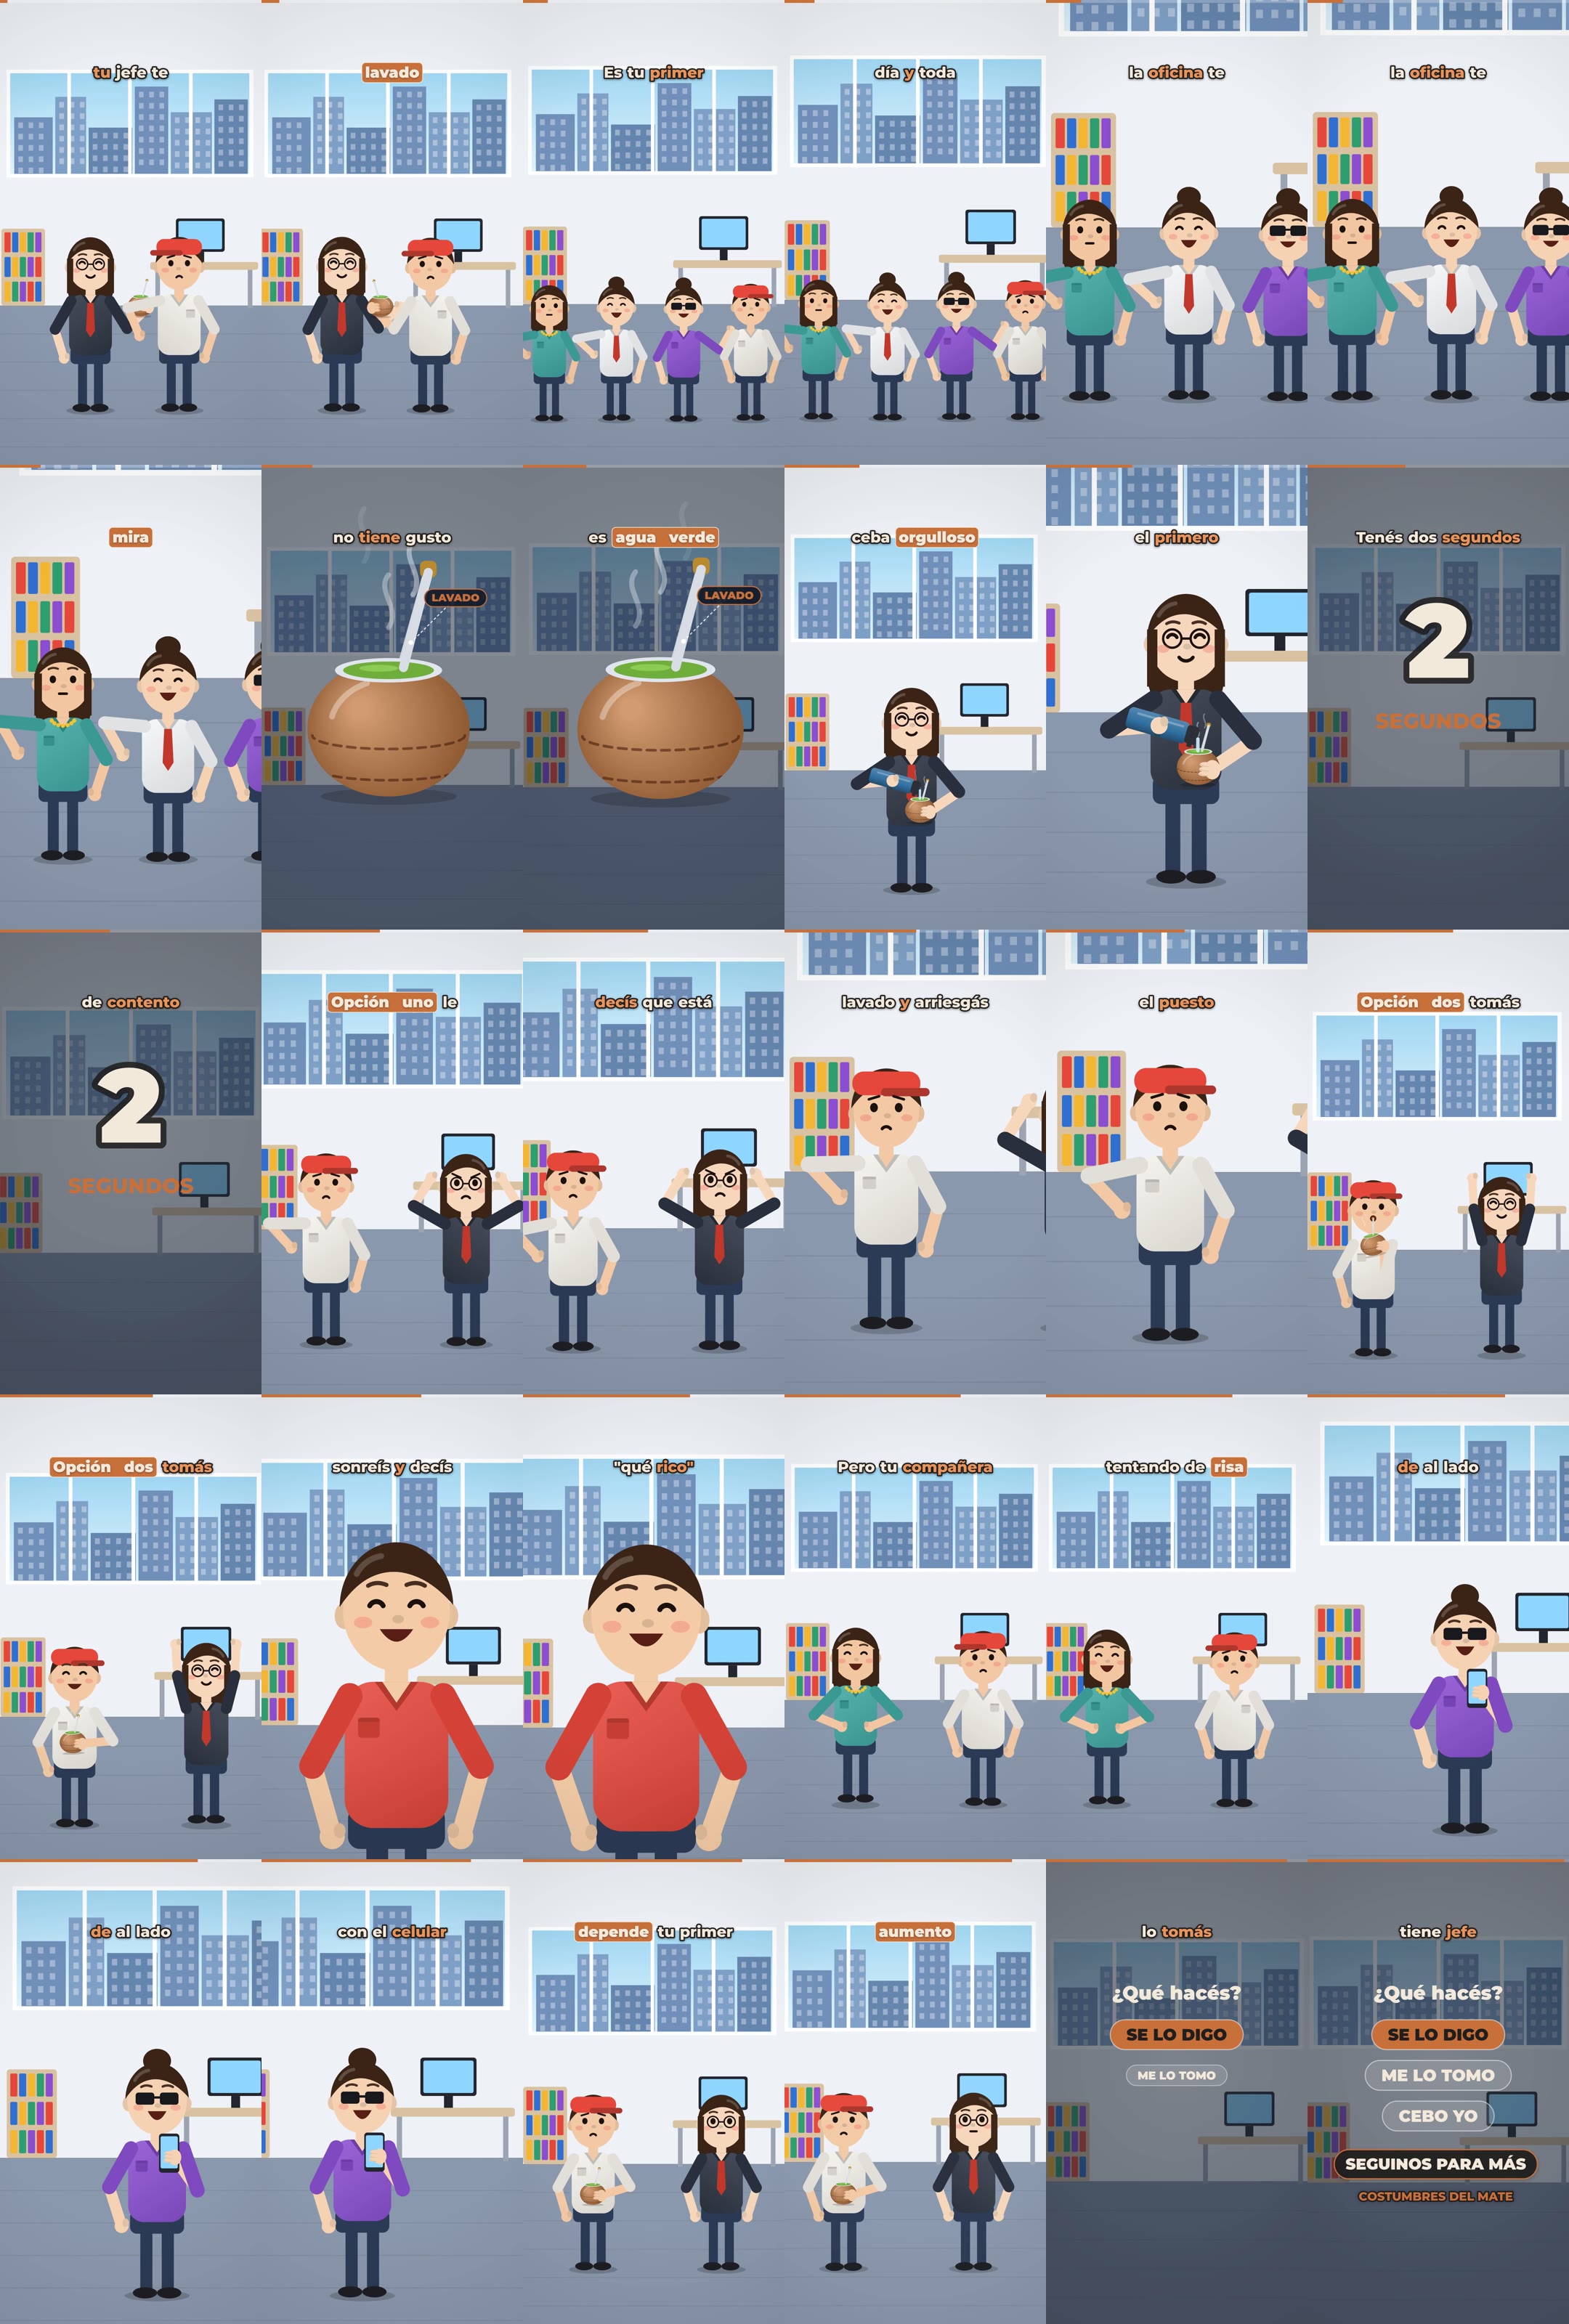 tu jefe te
lavado
Es tu primer
día y toda
la oficina te
la oficina te
mira
no tiene gusto
LAVADO
es agua verde
LAVADO
ceba orgulloso
el primero
Tenés dos segundos
2
SEGUNDOS
de contento
2
SEGUNDOS
Opción uno le
decís que está
lavado y arriesgás
el puesto
Opción dos tomás
Opción dos tomás
sonreís y decís
"qué rico"
Pero tu compañera
tentando de risa
de al lado
de al lado
con el celular
depende tu primer
aumento
lo tomás
¿Qué hacés?
SE LO DIGO
ME LO TOMO
tiene jefe
¿Qué hacés?
SE LO DIGO
ME LO TOMO
CEBO YO
SEGUINOS PARA MÁS
COSTUMBRES DEL MATE